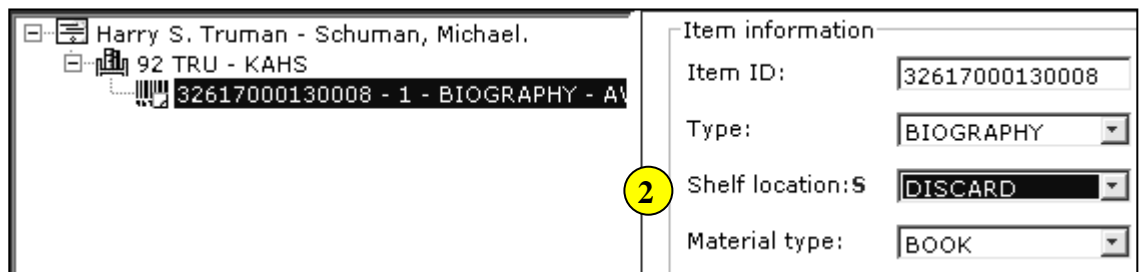 Harry S. Truman - Schuman, Michael.
92 TRU - KAHS
32617000130008 - 1 - BIOGRAPHY - A
Item information
Item ID: 32617000130008
Type: BIOGRAPHY
2
Shelf location:S DISCARD
Material type: BOOK